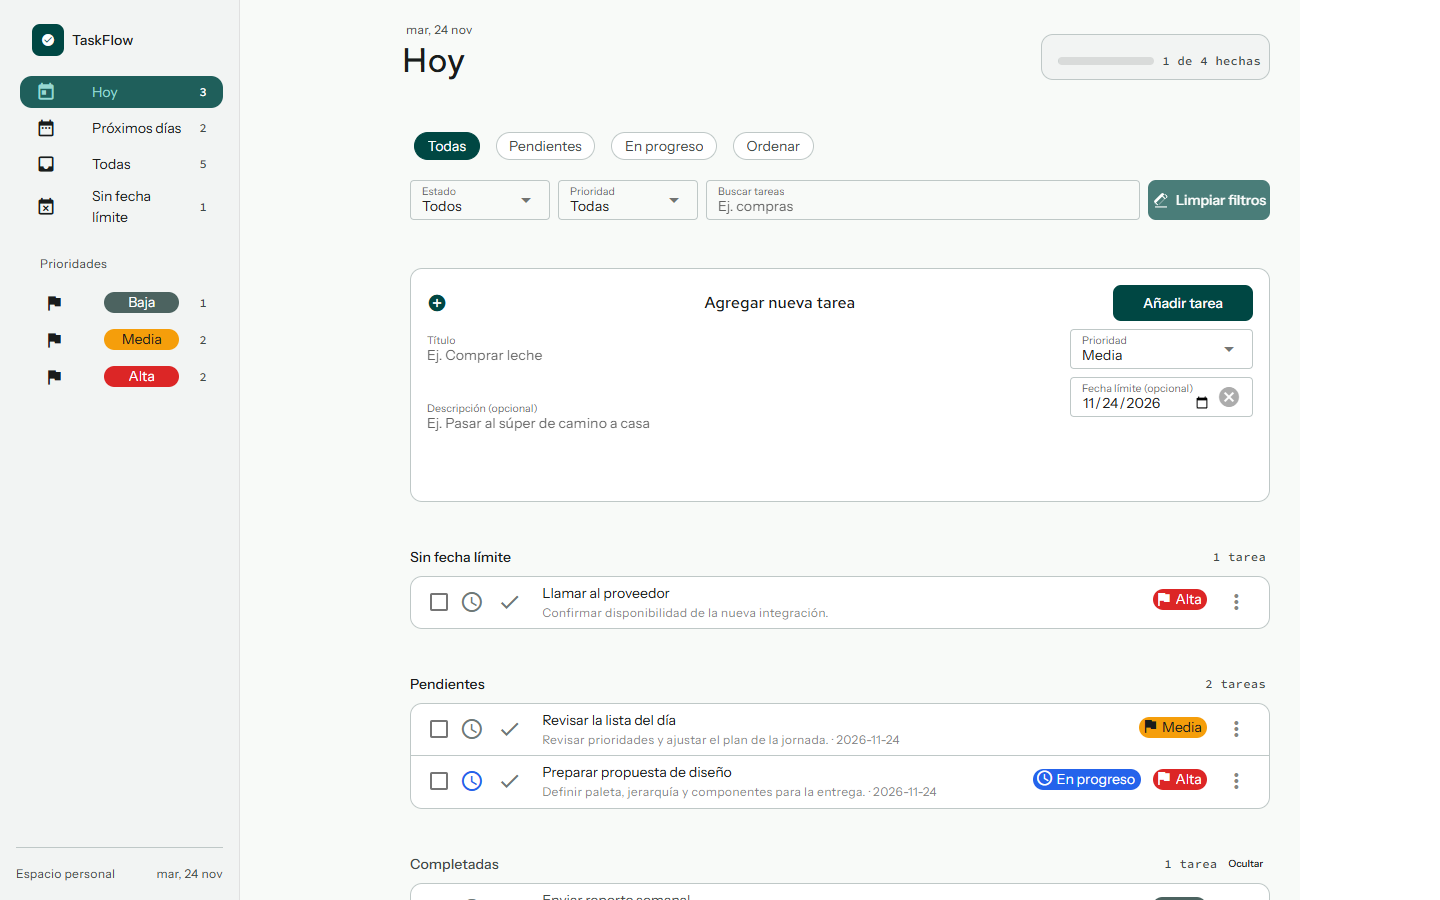 TaskFlow
Hoy 3
Próximos días 2
Todas 5
Sin fecha
límite 1
Prioridades
Baja 1
Media 2
Alta 2
Espacio personal mar, 24 nov
mar, 24 nov
Hoy
1 de 4 hechas
Todas Pendientes En progreso Ordenar
Estado
Todos
Prioridad
Todas
Buscar tareas
Ej. compras
Limpiar filtros
Agregar nueva tarea
Añadir tarea
Título
Ej. Comprar leche
Prioridad
Media
Descripción (opcional)
Ej. Pasar al súper de camino a casa
Fecha límite (opcional)
11/24/2026
Sin fecha límite 1 tarea
Llamar al proveedor
Confirmar disponibilidad de la nueva integración.
Alta
Pendientes 2 tareas
Revisar la lista del día
Revisar prioridades y ajustar el plan de la jornada. · 2026-11-24
Media
Preparar propuesta de diseño
Definir paleta, jerarquía y componentes para la entrega. · 2026-11-24
En progreso Alta
Completadas 1 tarea Ocultar
Enviar reporte semanal